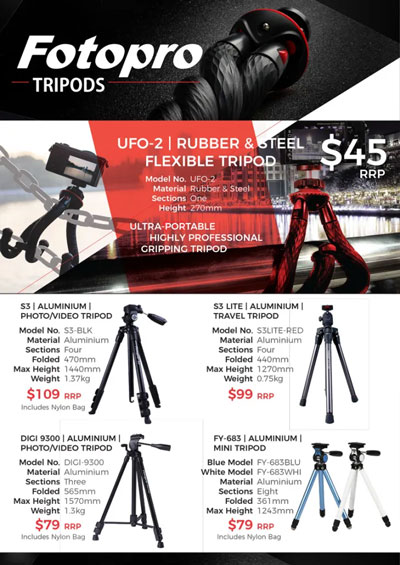 Fotopro
TRIPODS
UFO-2 | RUBBER & STEEL
FLEXIBLE TRIPOD
$45
RRP
Model No. UFO-2
Material Rubber & Steel
Sections One
Height 270mm
ULTRA-PORTABLE
HIGHLY PROFESSIONAL
GRIPPING TRIPOD
S3 | ALUMINIUM |
PHOTO/VIDEO TRIPOD
Model No. S3-BLK
Material Aluminium
Sections Four
Folded 470mm
Max Height 1440mm
Weight 1.37kg
$109 RRP
Includes Nylon Bag
S3 LITE | ALUMINIUM |
TRAVEL TRIPOD
Model No. S3LITE-RED
Material Aluminium
Sections Four
Folded 440mm
Max Height 1270mm
Weight 0.75kg
$99 RRP
DIGI 9300 | ALUMINIUM |
PHOTO/VIDEO TRIPOD
Model No. DIGI-9300
Material Aluminium
Sections Three
Folded 565mm
Max Height 1570mm
Weight 1.3kg
$79 RRP
Includes Nylon Bag
FY-683 | ALUMINIUM |
MINI TRIPOD
Blue Model FY-683BLU
White Model FY-683WHI
Material Aluminium
Sections Eight
Folded 361mm
Max Height 1243mm
$79 RRP
Includes Nylon Bag